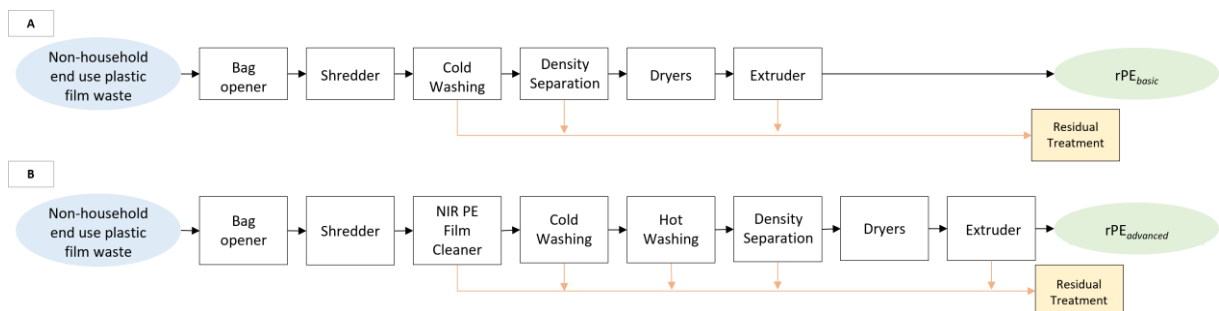 A
Non-household
end use plastic
film waste
Bag
opener
Shredder
Cold
Washing
Density
Separation
Dryers
Extruder
rPEbasic
Residual
Treatment
B
Non-household
end use plastic
film waste
Bag
opener
Shredder
NIR PE
Film
Cleaner
Cold
Washing
Hot
Washing
Density
Separation
Dryers
Extruder
rPEadvanced
Residual
Treatment